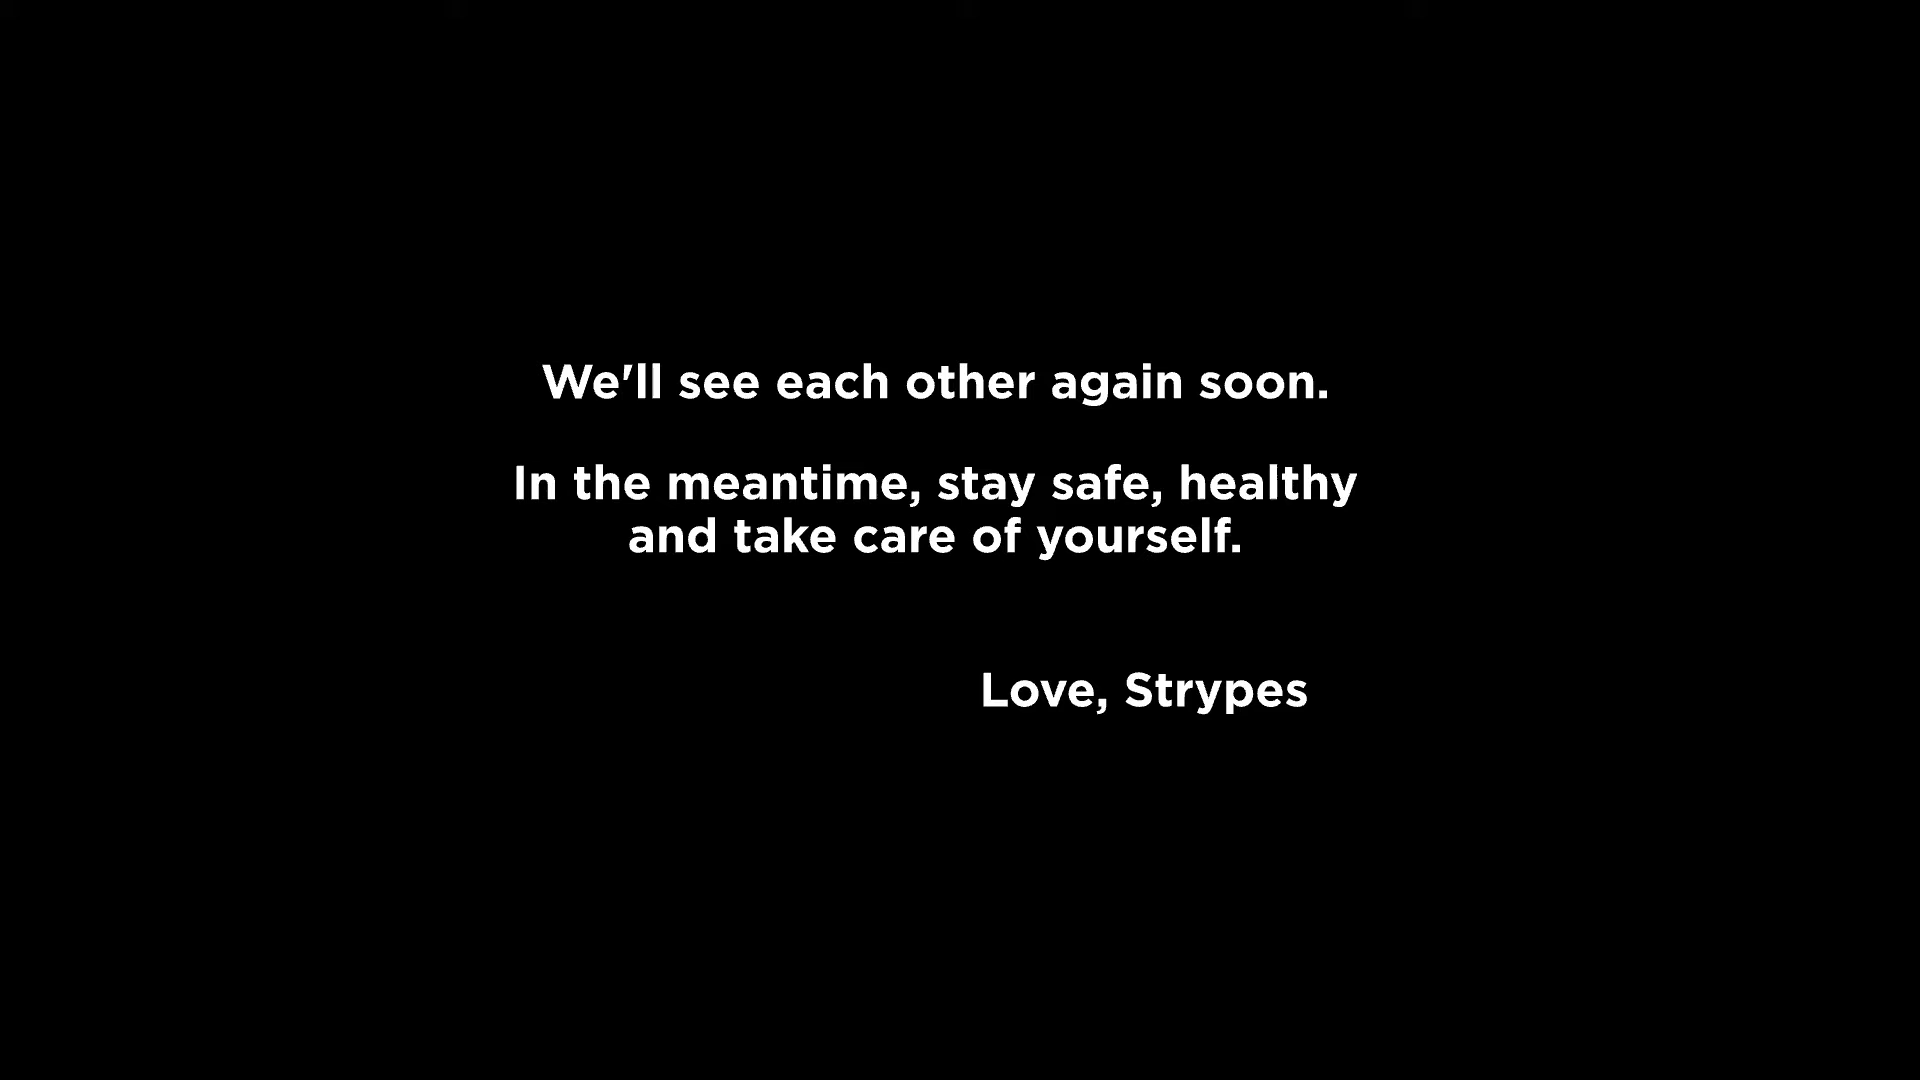 We'll see each other again soon.
In the meantime, stay safe, healthy
and take care of yourself.
Love, Strypes